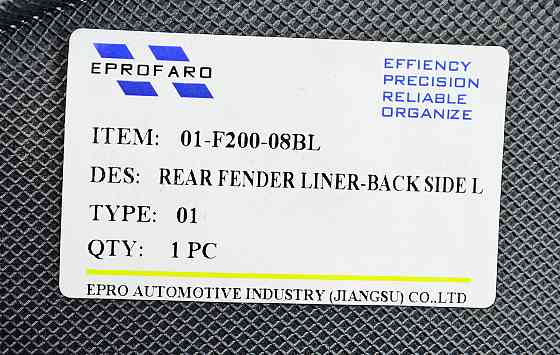 EPROFARO
EFFIENCY
PRECISION
RELIABLE
ORGANIZE
ITEM: 01-F200-08BL
DES: REAR FENDER LINER-BACK SIDE L
TYPE: 01
QTY: 1 PC
EPRO AUTOMOTIVE INDUSTRY (JIANGSU) CO.,LTD